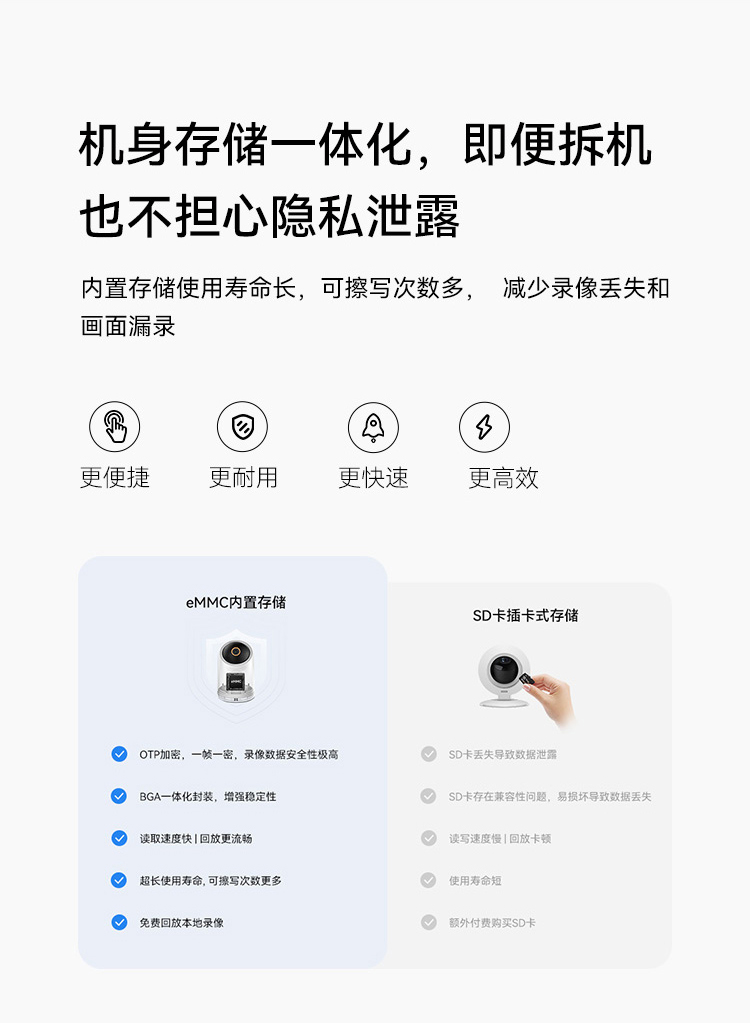 机身存储一体化，即便拆机
也不担心隐私泄露
内置存储使用寿命长，可擦写次数多， 减少录像丢失和
画面漏录
更便捷 更耐用 更快速 更高效
eMMC内置存储
SD卡插卡式存储
eMMC
OTP加密，一帧一密，录像数据安全性极高
SD卡丢失导致数据泄露
BGA一体化封装，增强稳定性
SD卡存在兼容性问题，易损坏导致数据丢失
读取速度快|回放更流畅
读写速度慢|回放卡顿
超长使用寿命,可擦写次数更多
使用寿命短
免费回放本地录像
额外付费购买SD卡